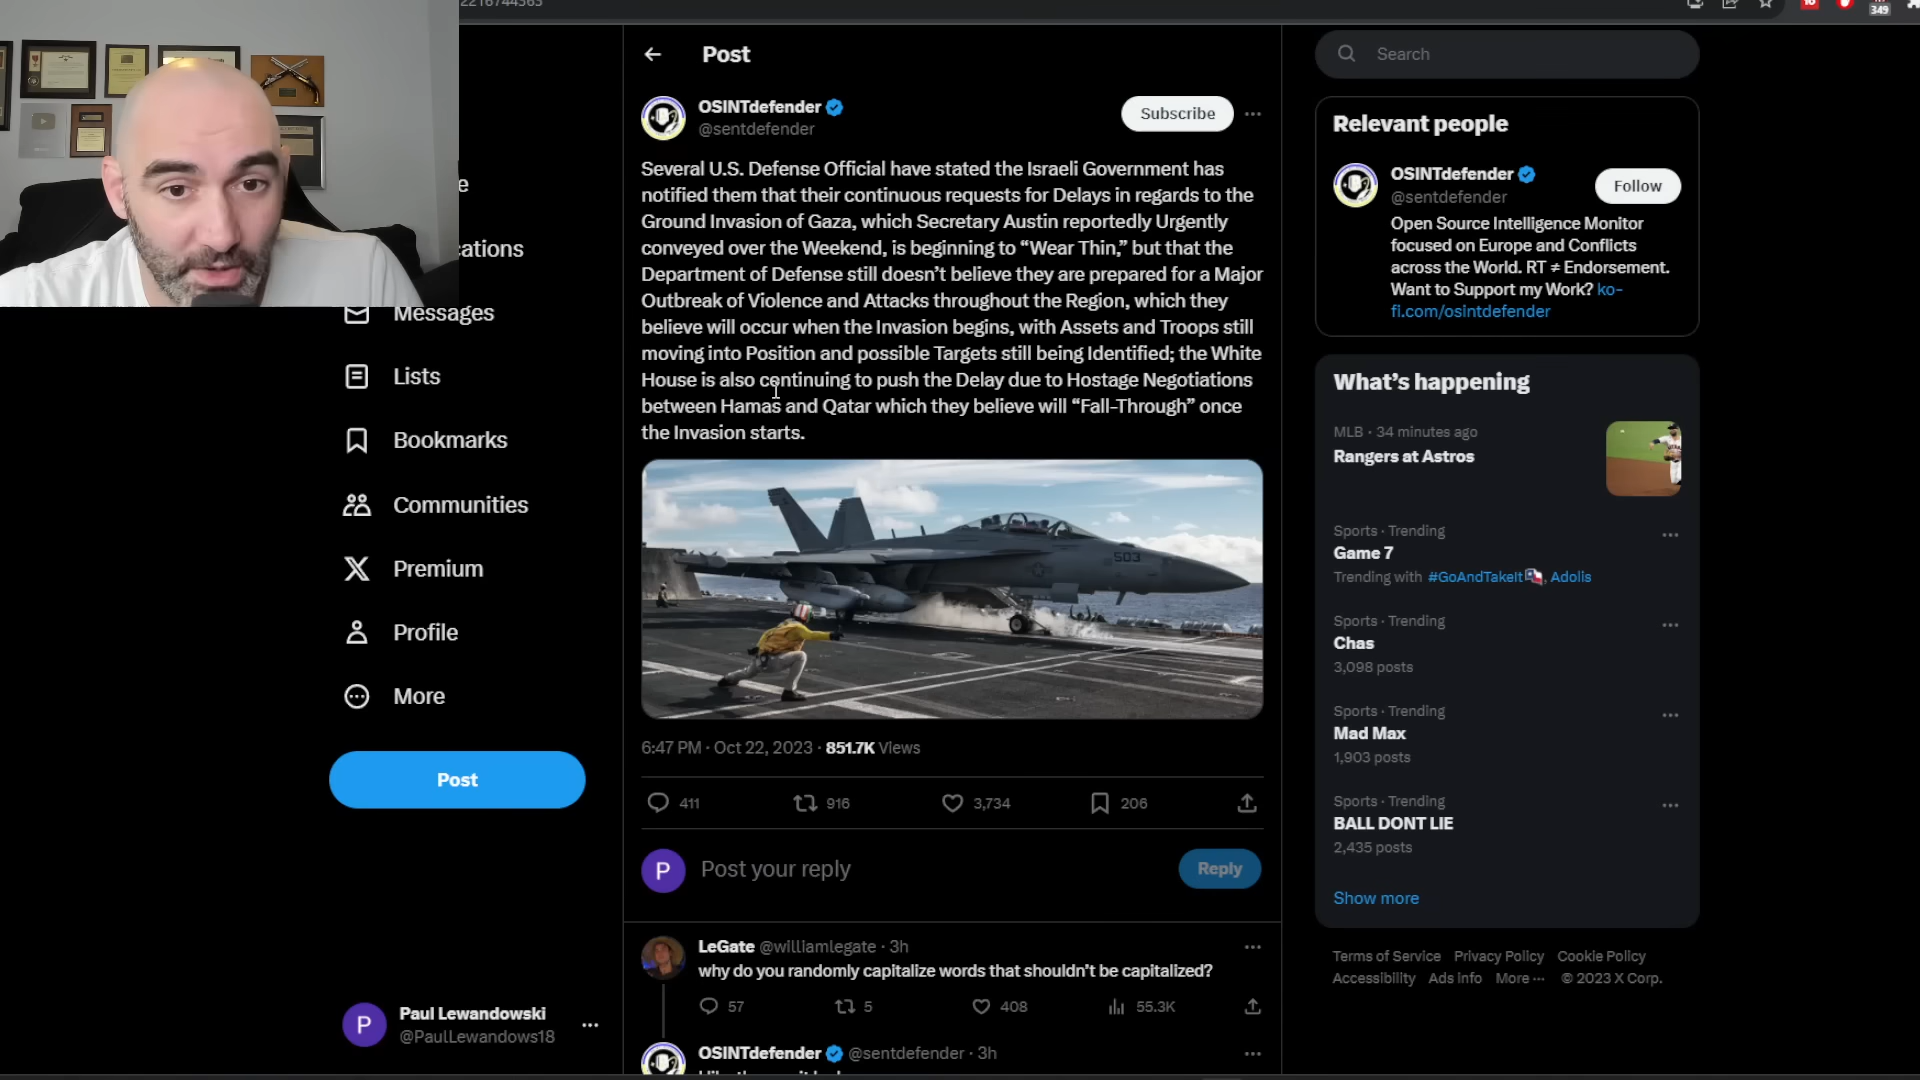 2216744363
349
e
ications
Messages
Lists
Bookmarks
Communities
Premium
Profile
More
Post
Paul Lewandowski
@PaulLewandows18
Post
OSINTdefender
@sentdefender
Subscribe
Several U.S. Defense Official have stated the Israeli Government has
notified them that their continuous requests for Delays in regards to the
Ground Invasion of Gaza, which Secretary Austin reportedly Urgently
conveyed over the Weekend, is beginning to “Wear Thin,” but that the
Department of Defense still doesn’t believe they are prepared for a Major
Outbreak of Violence and Attacks throughout the Region, which they
believe will occur when the Invasion begins, with Assets and Troops still
moving into Position and possible Targets still being Identified; the White
House is also continuing to push the Delay due to Hostage Negotiations
between Hamas and Qatar which they believe will “Fall-Through” once
the Invasion starts.
503
6:47 PM · Oct 22, 2023 · 851.7K Views
411 916 3,734 206
P
Post your reply
Reply
LeGate @williamlegate · 3h
why do you randomly capitalize words that shouldn’t be capitalized?
57 5 408 55.3K
OSINTdefender @sentdefender · 3h
Search
Relevant people
OSINTdefender
@sentdefender
Follow
Open Source Intelligence Monitor
focused on Europe and Conflicts
across the World. RT ≠ Endorsement.
Want to Support my Work? ko-
fi.com/osintdefender
What’s happening
MLB · 34 minutes ago
Rangers at Astros
Sports · Trending
Game 7
Trending with #GoAndTakeIt, Adolis
Sports · Trending
Chas
3,098 posts
Sports · Trending
Mad Max
1,903 posts
Sports · Trending
BALL DONT LIE
2,435 posts
Show more
Terms of Service Privacy Policy Cookie Policy
Accessibility Ads info More ··· © 2023 X Corp.
P